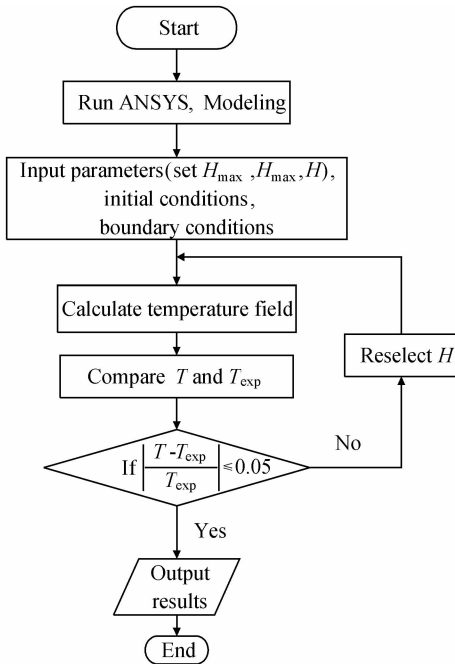 Start
Run ANSYS, Modeling
Input parameters(set Hmax ,Hmax,H),
initial conditions,
boundary conditions
Calculate temperature field
Reselect H
Compare T and Texp
If |T-Texp/Texp| ≤0.05
No
Yes
Output
results
End